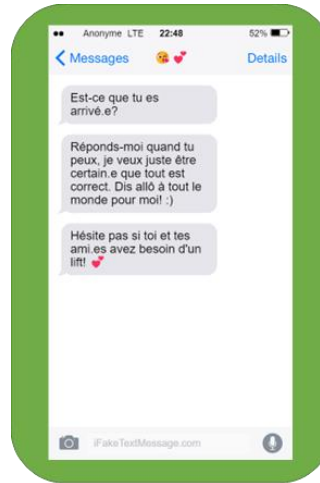 Anonyme LTE 22:48 52%
Messages 😘 💕 Details
Est-ce que tu es
arrivé.e?
Réponds-moi quand tu
peux, je veux juste être
certain.e que tout est
correct. Dis allô à tout le
monde pour moi! :)
Hésite pas si toi et tes
ami.es avez besoin d'un
lift! 💕
iFakeTextMessage.com